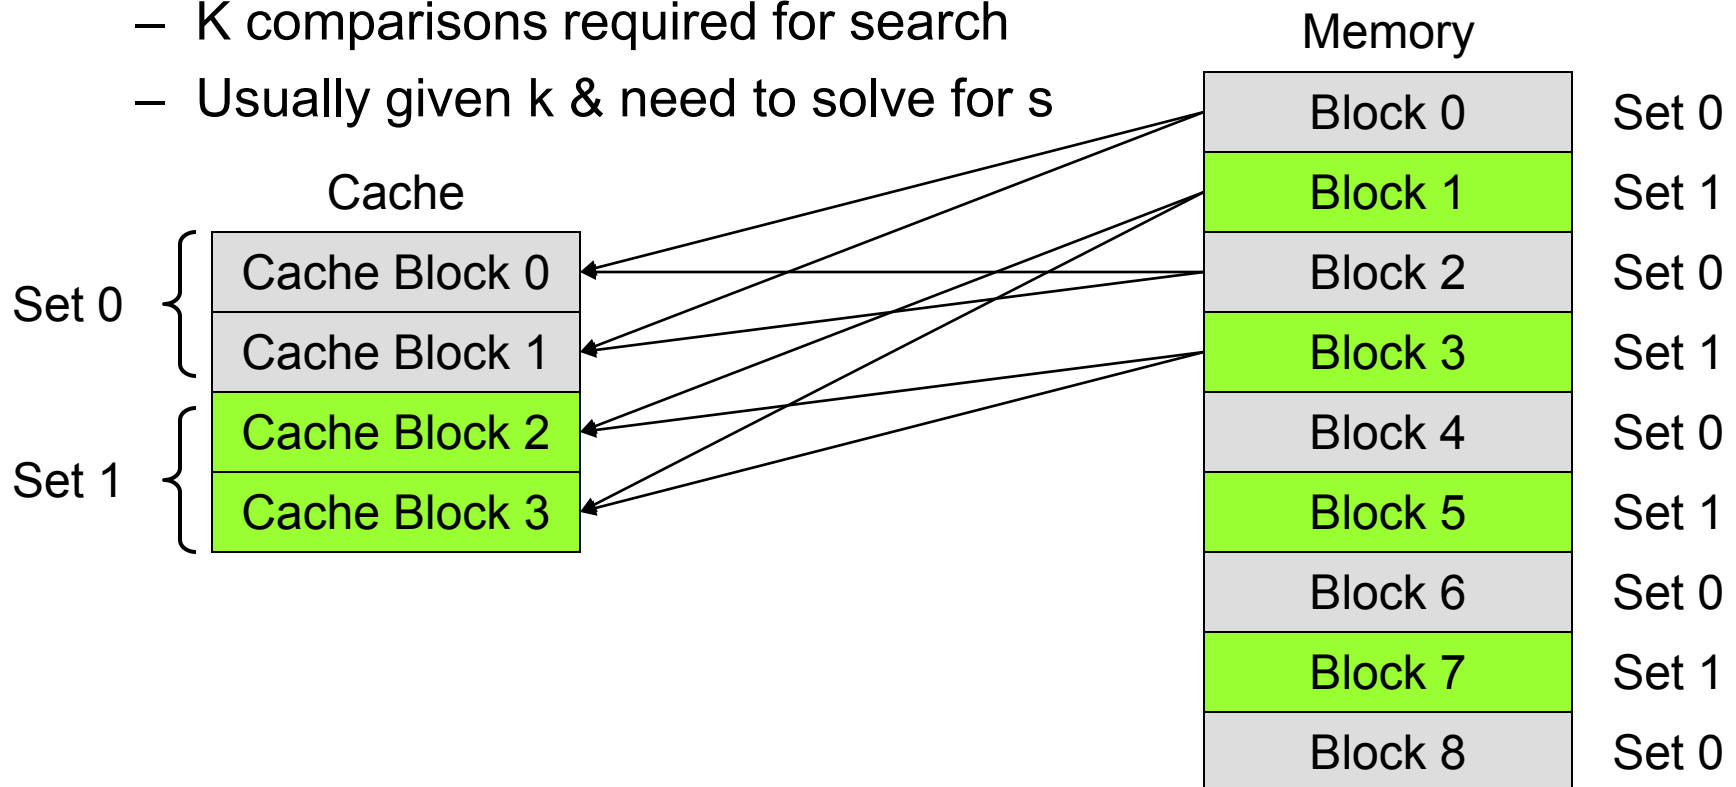 – K comparisons required for search
– Usually given k & need to solve for s
Cache
Set 0
Cache Block 0
Cache Block 1
Set 1
Cache Block 2
Cache Block 3
Memory
Block 0 Set 0
Block 1 Set 1
Block 2 Set 0
Block 3 Set 1
Block 4 Set 0
Block 5 Set 1
Block 6 Set 0
Block 7 Set 1
Block 8 Set 0